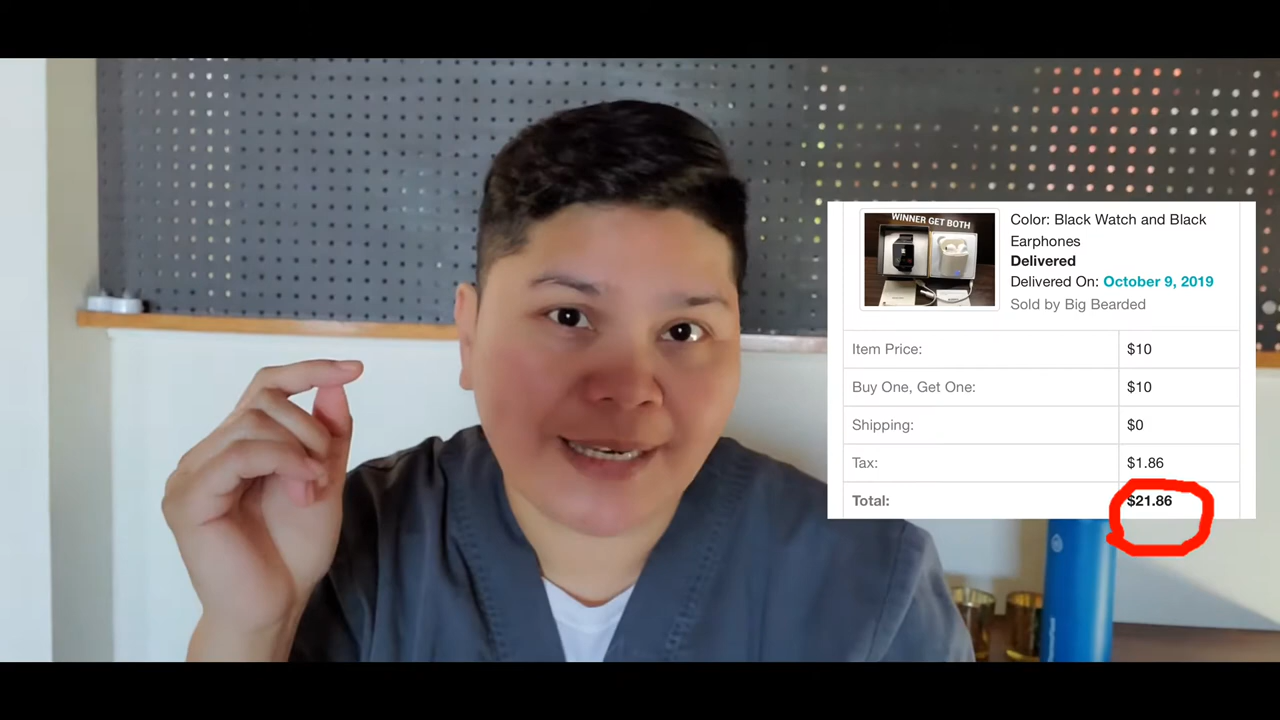 WINNER GET BOTH
Color: Black Watch and Black
Earphones
Delivered
Delivered On: October 9, 2019
Sold by Big Bearded
Item Price: $10
Buy One, Get One: $10
Shipping: $0
Tax: $1.86
Total: $21.86